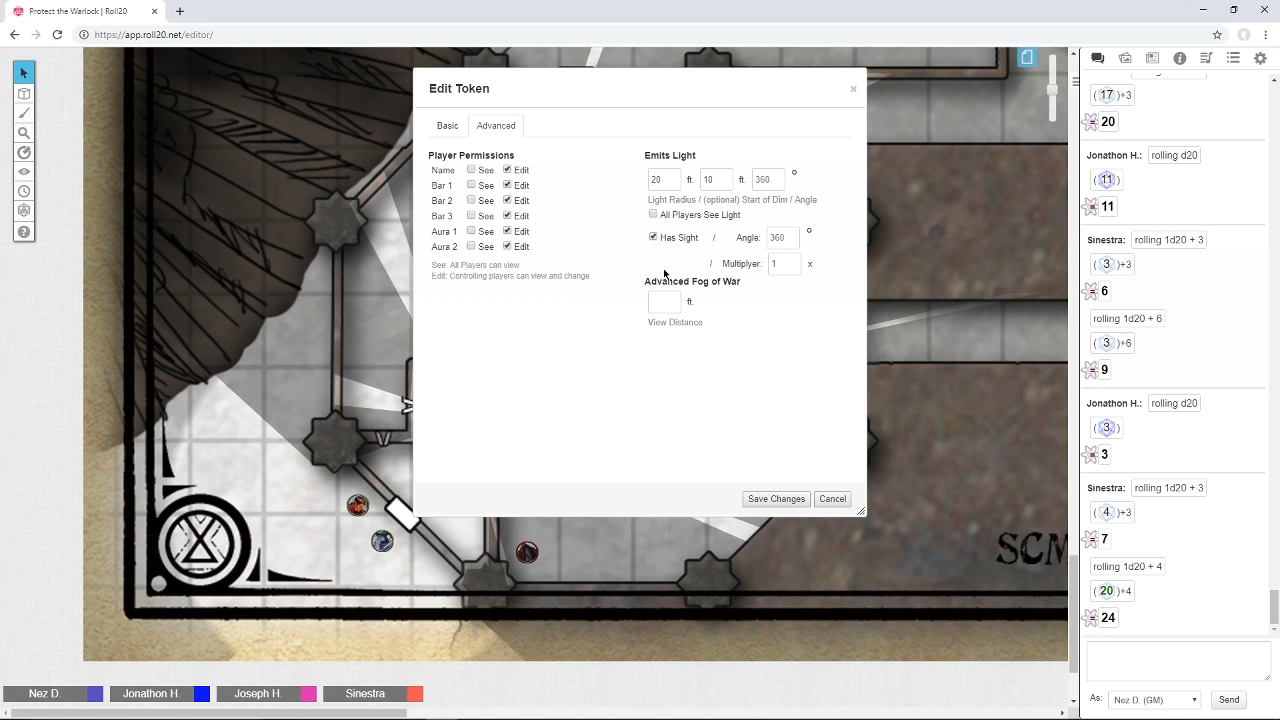 Protect the Warlock | Roll20
https://app.roll20.net/editor/
Edit Token
Basic
Advanced
Player Permissions
Name See Edit
Bar 1 See Edit
Bar 2 See Edit
Bar 3 See Edit
Aura 1 See Edit
Aura 2 See Edit
See: All Players can view
Edit: Controlling players can view and change
Emits Light
20 ft. 10 ft. 360 °
Light Radius / (optional) Start of Dim / Angle
All Players See Light
Has Sight / Angle: 360 °
/ Multiplyer: 1 x
Advanced Fog of War
ft.
View Distance
Save Changes
Cancel
SCM
(17)+3
= 20
Jonathon H.: rolling d20
(11)
= 11
Sinestra: rolling 1d20 + 3
(3)+3
= 6
rolling 1d20 + 6
(3)+6
= 9
Jonathon H.: rolling d20
(3)
= 3
Sinestra: rolling 1d20 + 3
(4)+3
= 7
rolling 1d20 + 4
(20)+4
= 24
As: Nez D. (GM)
Send
Nez D.
Jonathon H.
Joseph H.
Sinestra